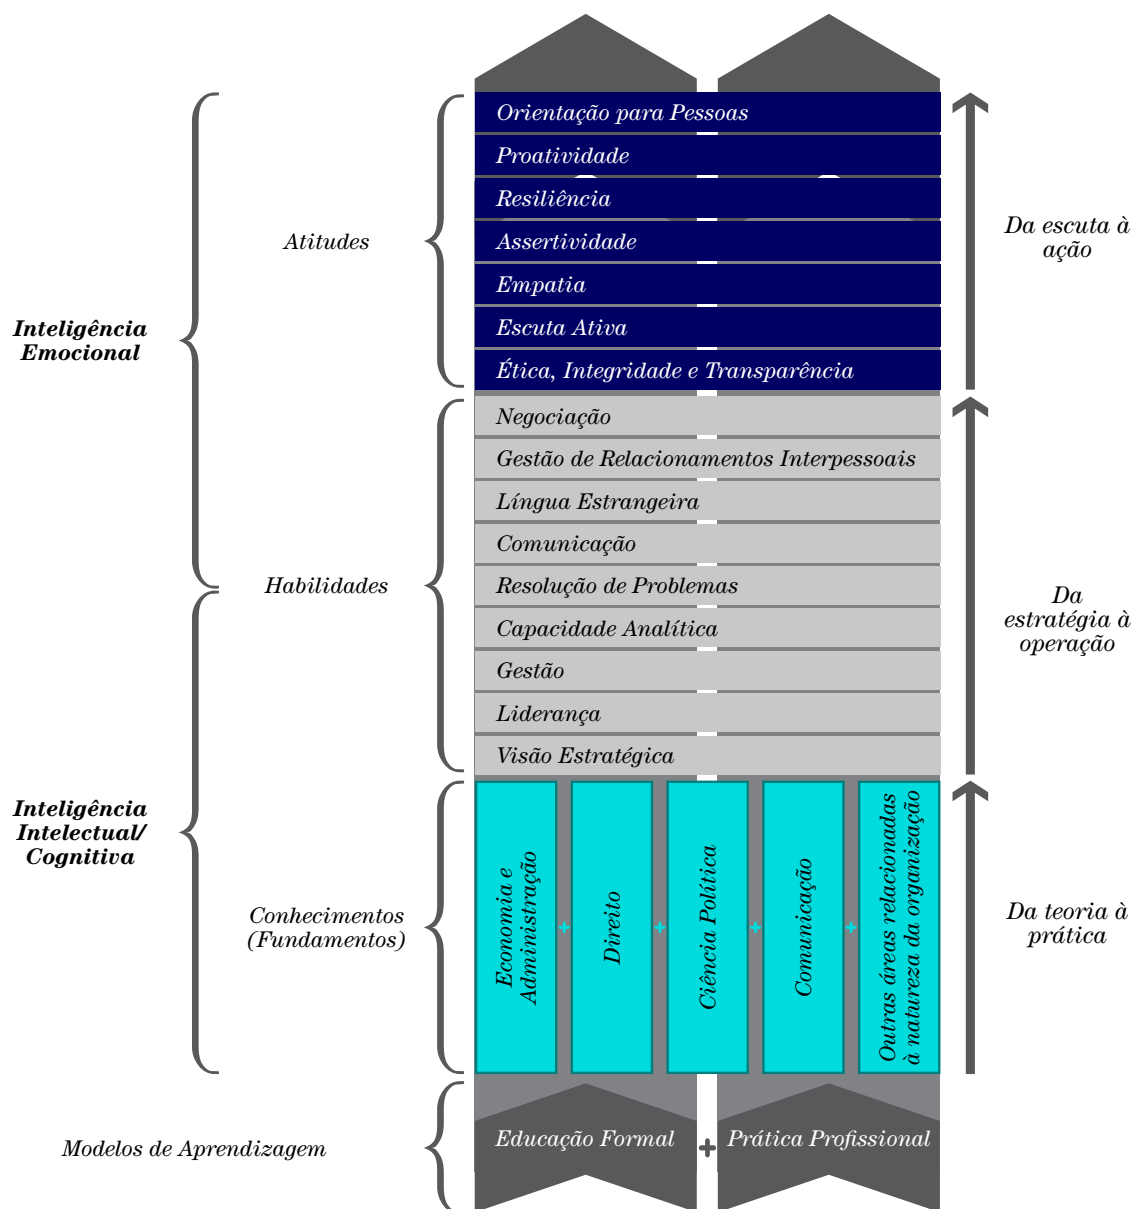 Orientação para Pessoas
Proatividade
Resiliência
Assertividade
Empatia
Escuta Ativa
Ética, Integridade e Transparência
Atitudes
Da escuta à
ação
Inteligência
Emocional
Negociação
Gestão de Relacionamentos Interpessoais
Língua Estrangeira
Comunicação
Resolução de Problemas
Capacidade Analítica
Gestão
Liderança
Visão Estratégica
Habilidades
Da
estratégia à
operação
Inteligência
Intelectual/
Cognitiva
Conhecimentos
(Fundamentos)
Economia e
Administração
+
Direito
+
Ciência Política
+
Comunicação
+
Outras áreas relacionadas
à natureza da organização
Da teoria à
prática
Modelos de Aprendizagem
Educação Formal
+
Prática Profissional